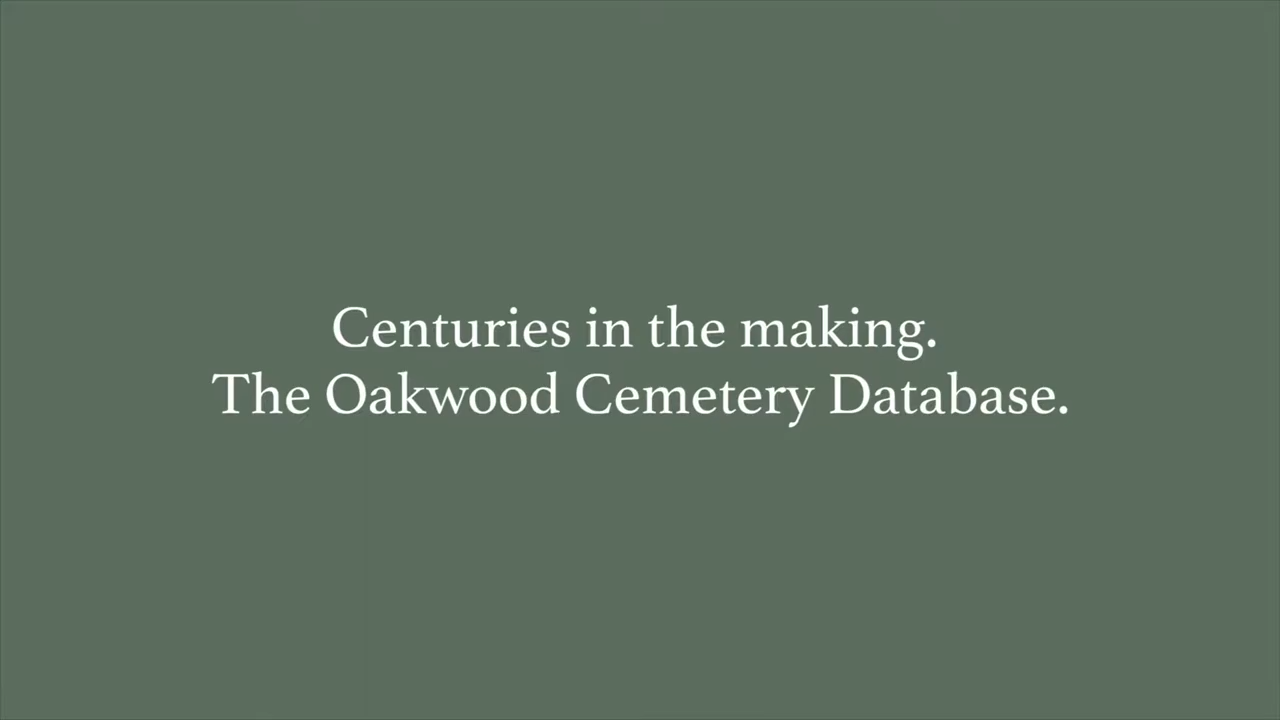 Centuries in the making.
The Oakwood Cemetery Database.